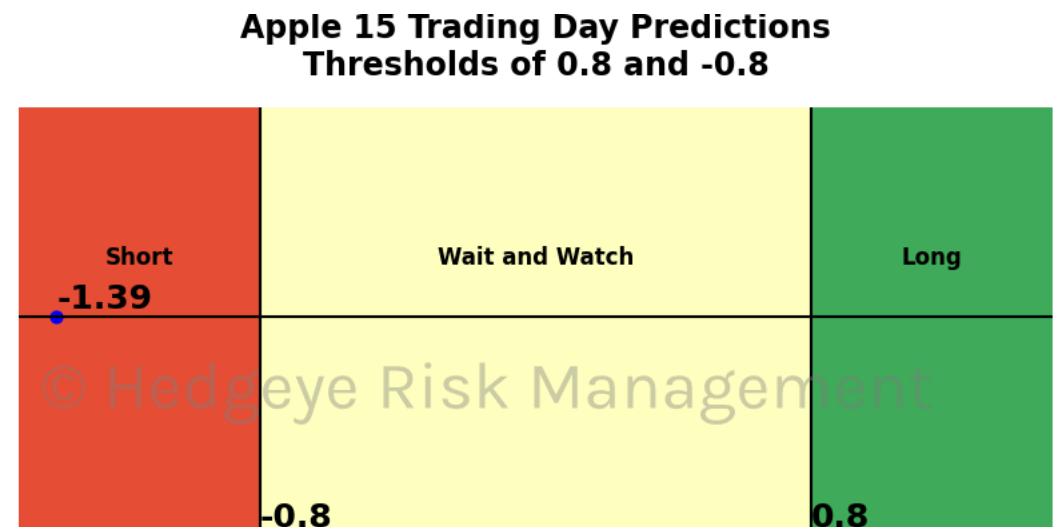 Apple 15 Trading Day Predictions
Thresholds of 0.8 and -0.8
Short
Wait and Watch
Long
-1.39
© Hedgeye Risk Management
-0.8
0.8